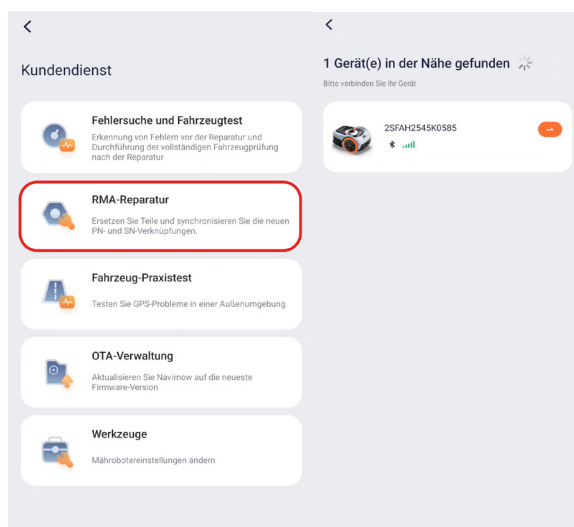 Kundendienst
Fehlersuche und Fahrzeugtest
Erkennung von Fehlern vor der Reparatur und
Durchführung der vollständigen Fahrzeugprüfung
nach der Reparatur
RMA-Reparatur
Ersetzen Sie Teile und synchronisieren Sie die neuen
PN- und SN-Verknüpfungen.
Fahrzeug-Praxistest
Testen Sie GPS-Probleme in einer Außenumgebung
OTA-Verwaltung
Aktualisieren Sie Navimow auf die neueste
Firmware-Version
Werkzeuge
Mährobotereinstellungen ändern
1 Gerät(e) in der Nähe gefunden
Bitte verbinden Sie Ihr Gerät
2SFAH2545K0585